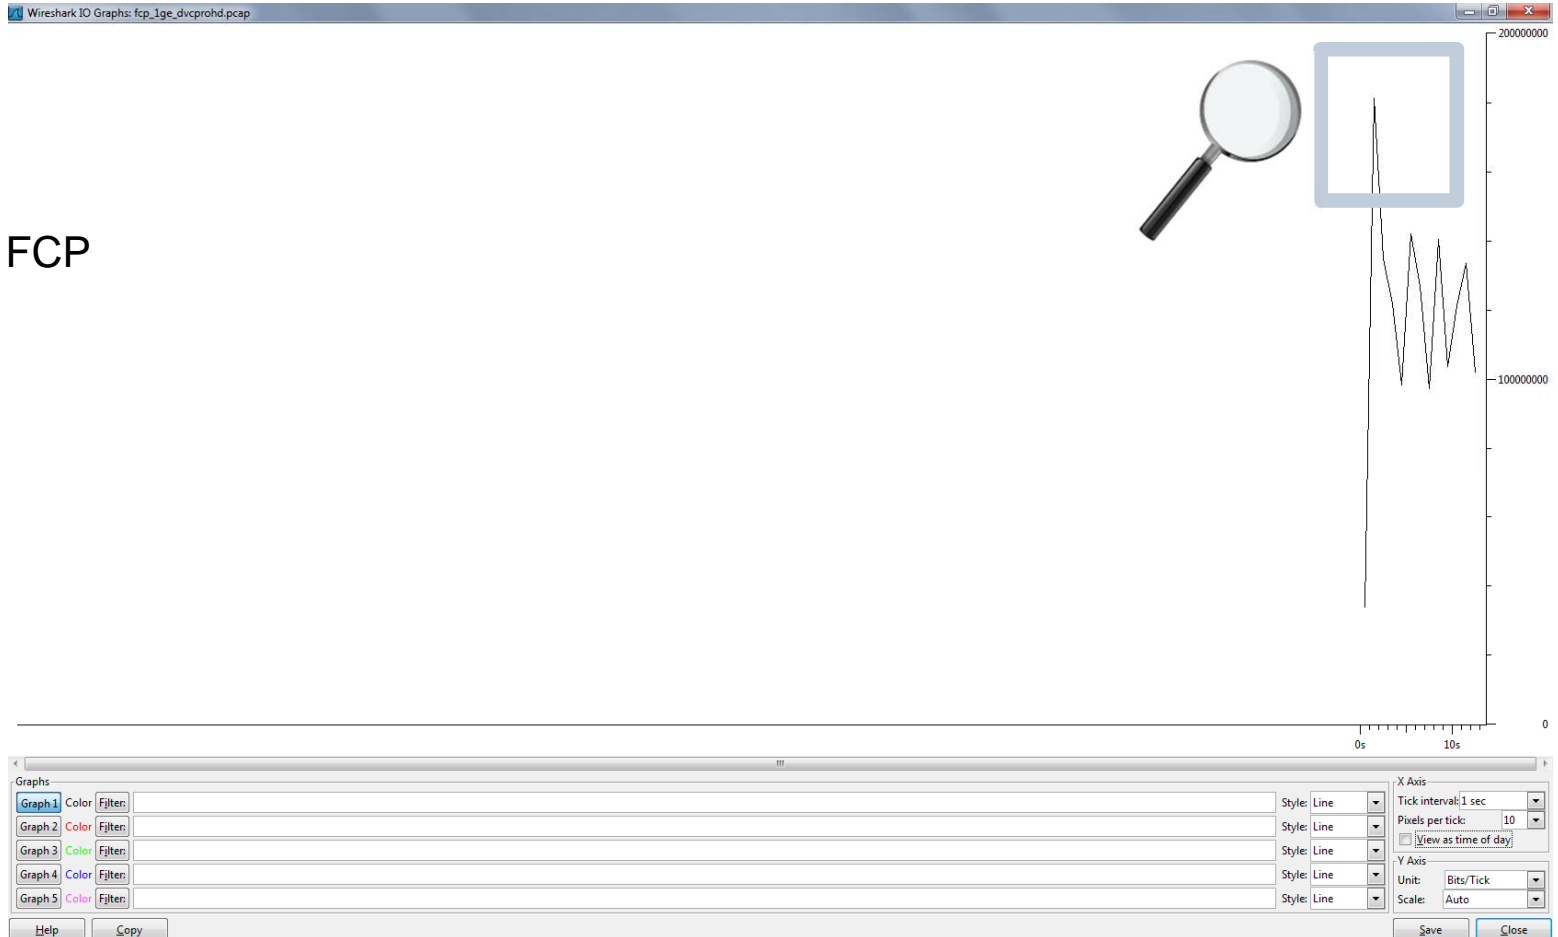 Wireshark IO Graphs: fcp_1ge_dvcprohd.pcap
200000000
FCP
100000000
0
0s 10s
Graphs
X Axis
Graph 1 Color Filter: Style: Line
Tick interval: 1 sec
Graph 2 Color Filter: Style: Line
Pixels per tick: 10
Graph 3 Color Filter: Style: Line
View as time of day
Y Axis
Graph 4 Color Filter: Style: Line
Unit: Bits/Tick
Graph 5 Color Filter: Style: Line
Scale: Auto
Help Copy Save Close